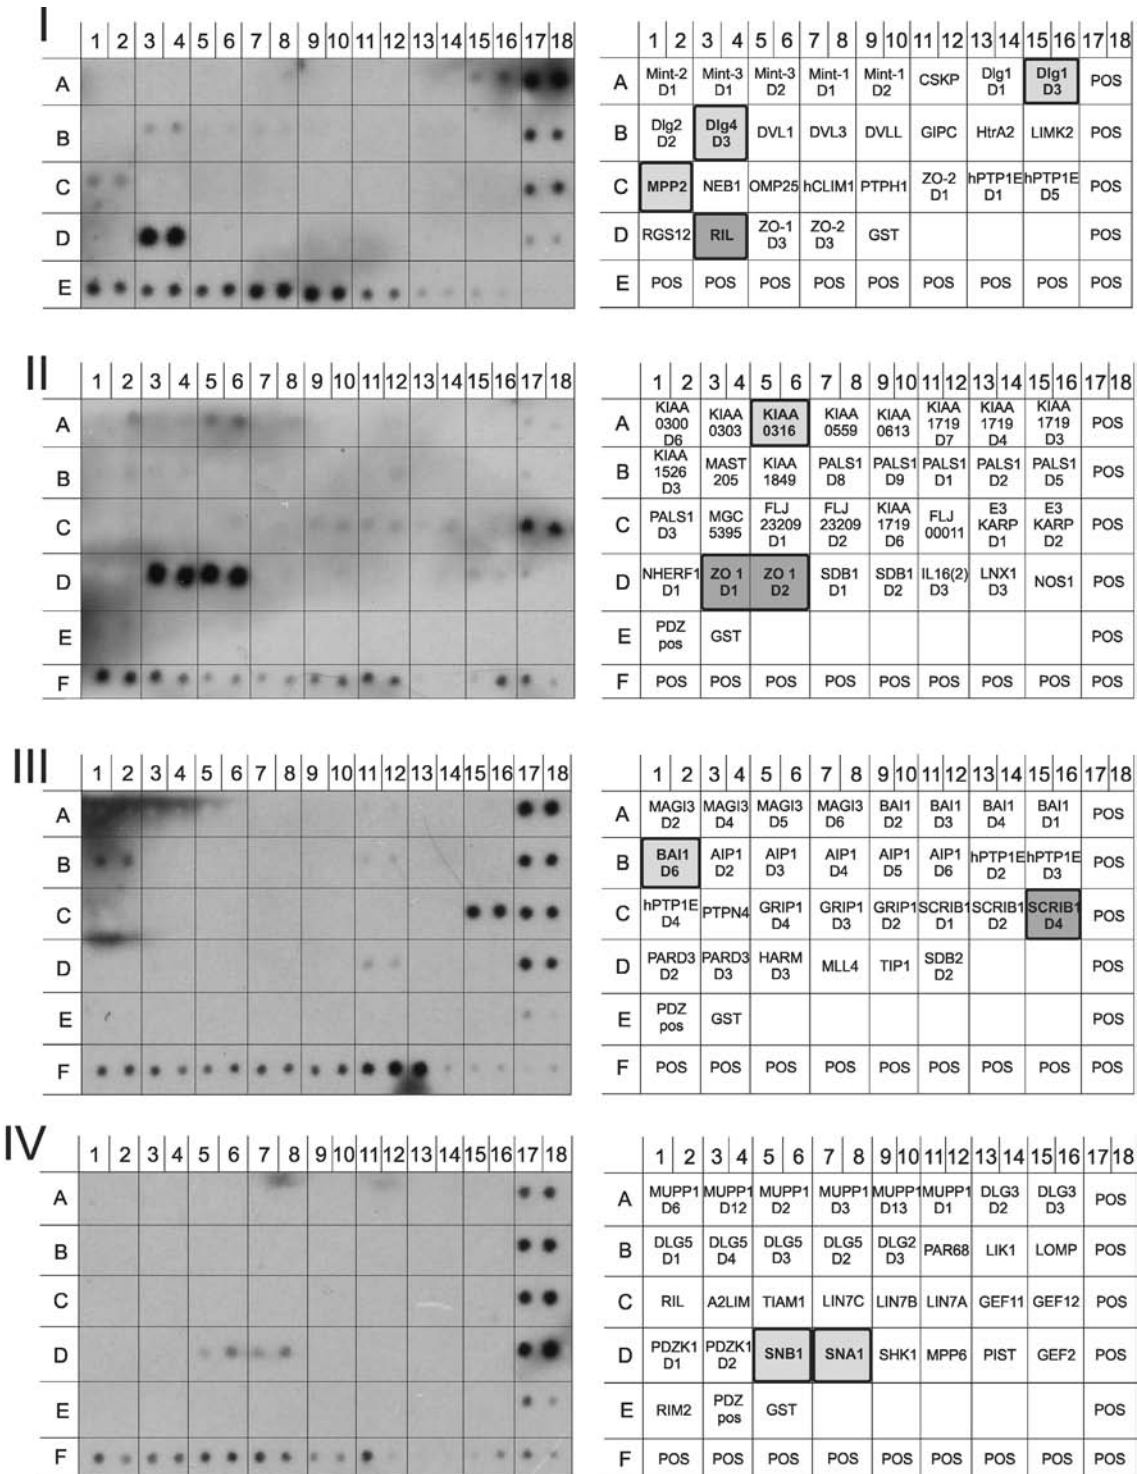 I
1 2 3 4 5 6 7 8 9 10 11 12 13 14 15 16 17 18
A
B
C
D
E
1 2 3 4 5 6 7 8 9 10 11 12 13 14 15 16 17 18
A Mint-2 D1 Mint-3 D1 Mint-3 D2 Mint-1 D1 Mint-1 D2 CSKP Dlg1 D1 Dlg1 D3 POS
B Dlg2 D2 Dlg4 D3 DVL1 DVL3 DVLL GIPC HtrA2 LIMK2 POS
C MPP2 NEB1 OMP25 hCLIM1 PTPH1 ZO-2 D1 hPTP1E D1 hPTP1E D5 POS
D RGS12 RIL ZO-1 D3 ZO-2 D3 GST POS
E POS POS POS POS POS POS POS POS POS
II
1 2 3 4 5 6 7 8 9 10 11 12 13 14 15 16 17 18
A
B
C
D
E
F
1 2 3 4 5 6 7 8 9 10 11 12 13 14 15 16 17 18
A KIAA 0300 D6 KIAA 0303 KIAA 0316 KIAA 0559 KIAA 0613 KIAA 1719 D7 KIAA 1719 D4 KIAA 1719 D3 POS
B KIAA 1526 D3 MAST 205 KIAA 1849 PALS1 D8 PALS1 D9 PALS1 D1 PALS1 D2 PALS1 D5 POS
C PALS1 D3 MGC 5395 FLJ 23209 D1 FLJ 23209 D2 KIAA 1719 D6 FLJ 00011 E3 KARP D1 E3 KARP D2 POS
D NHERF1 D1 ZO 1 D1 ZO 1 D2 SDB1 D1 SDB1 D2 IL16(2) D3 LNX1 D3 NOS1 POS
E PDZ pos GST POS
F POS POS POS POS POS POS POS POS POS
III
1 2 3 4 5 6 7 8 9 10 11 12 13 14 15 16 17 18
A
B
C
D
E
F
1 2 3 4 5 6 7 8 9 10 11 12 13 14 15 16 17 18
A MAGI3 D2 MAGI3 D4 MAGI3 D5 MAGI3 D6 BAI1 D2 BAI1 D3 BAI1 D4 BAI1 D1 POS
B BAI1 D6 AIP1 D2 AIP1 D3 AIP1 D4 AIP1 D5 AIP1 D6 hPTP1E D2 hPTP1E D3 POS
C hPTP1E D4 PTPN4 GRIP1 D4 GRIP1 D3 GRIP1 D2 SCRIB1 D1 SCRIB1 D2 SCRIB1 D4 POS
D PARD3 D2 PARD3 D3 HARM D3 MLL4 TIP1 SDB2 D2 POS
E PDZ pos GST POS
F POS POS POS POS POS POS POS POS POS
IV
1 2 3 4 5 6 7 8 9 10 11 12 13 14 15 16 17 18
A
B
C
D
E
F
1 2 3 4 5 6 7 8 9 10 11 12 13 14 15 16 17 18
A MUPP1 D6 MUPP1 D12 MUPP1 D2 MUPP1 D3 MUPP1 D13 MUPP1 D1 DLG3 D2 DLG3 D3 POS
B DLG5 D1 DLG5 D4 DLG5 D3 DLG5 D2 DLG2 D3 PAR68 LIK1 LOMP POS
C RIL A2LIM TIAM1 LIN7C LIN7B LIN7A GEF11 GEF12 POS
D PDZK1 D1 PDZK1 D2 SNB1 SNA1 SHK1 MPP6 PIST GEF2 POS
E RIM2 PDZ pos GST POS
F POS POS POS POS POS POS POS POS POS